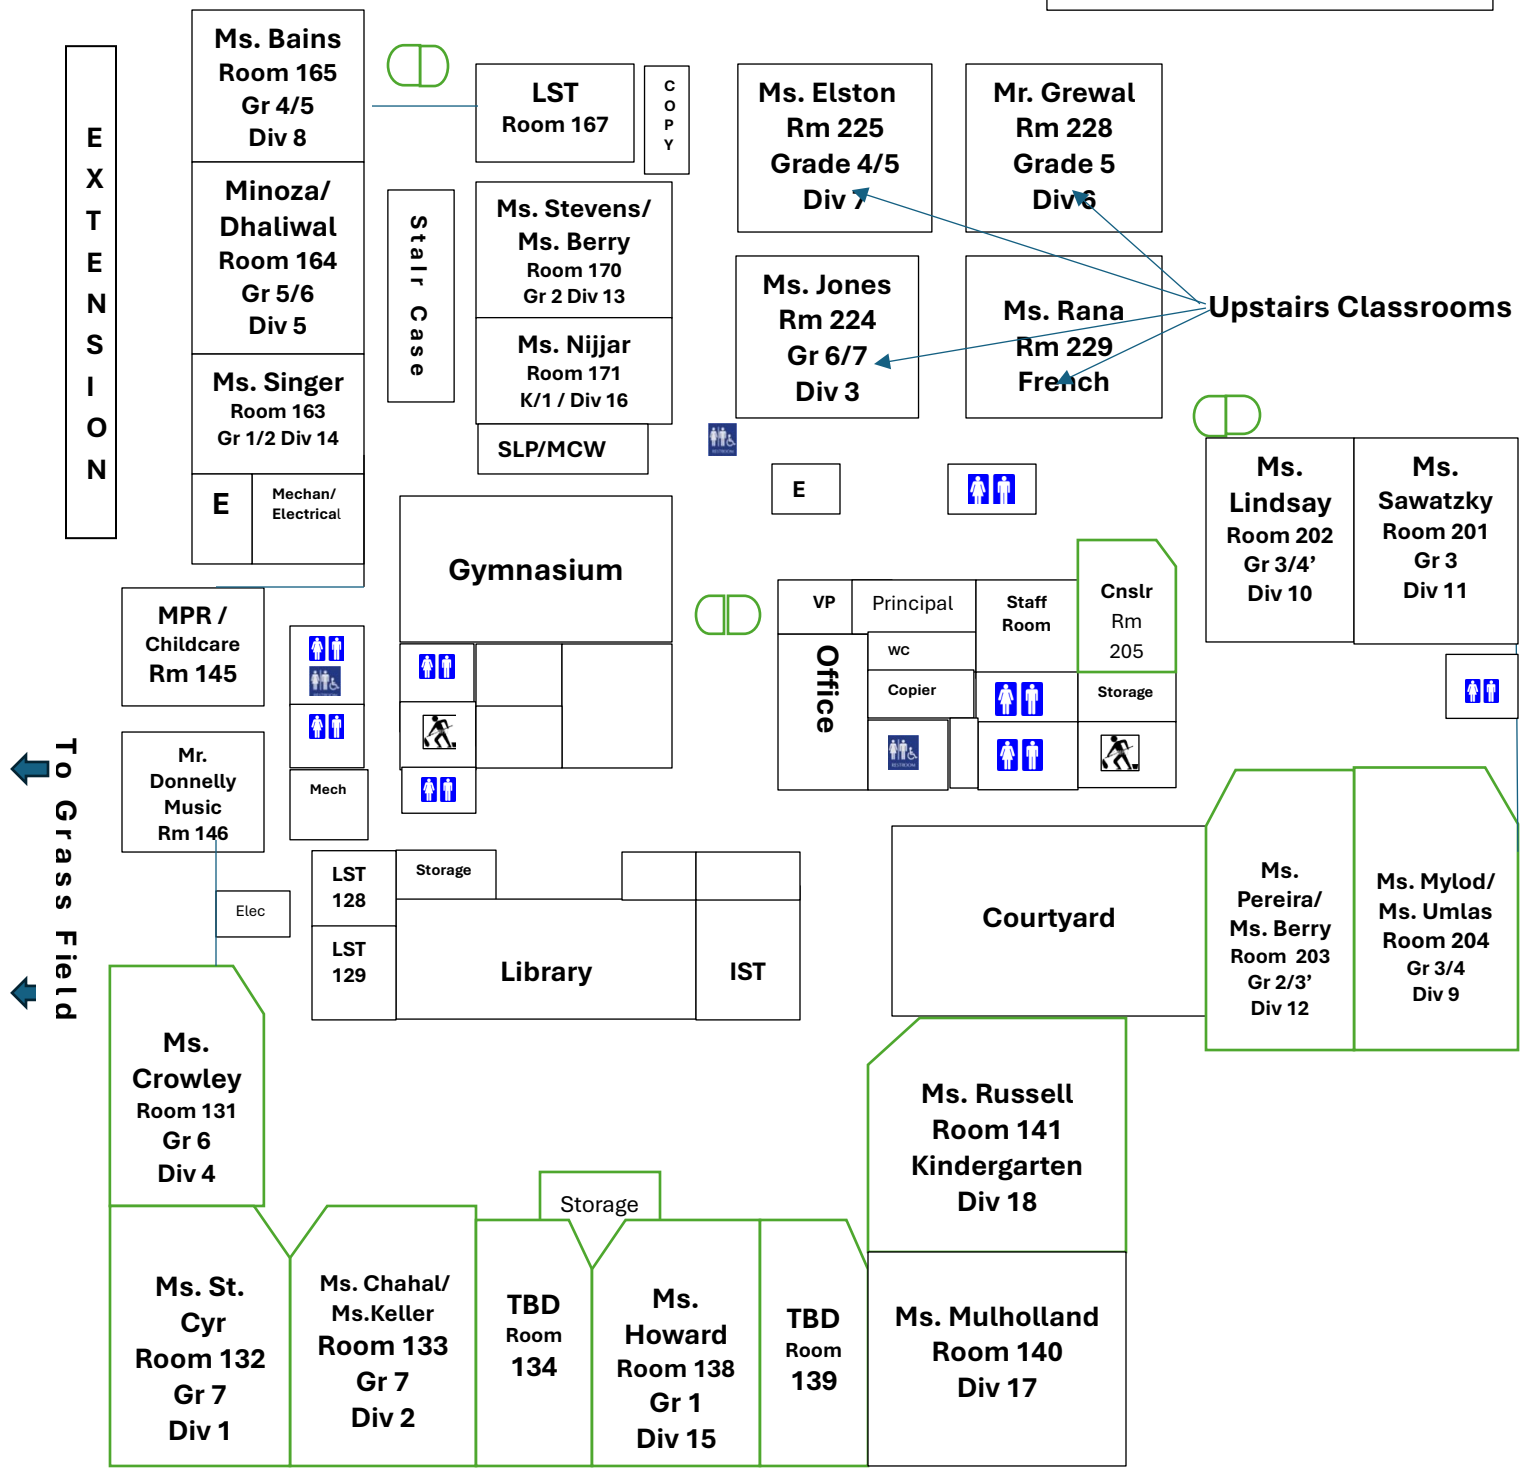 Ms. Bains
Room 165
Gr 4/5
Div 8
EXTENSION
Minoza/
Dhaliwal
Room 164
Gr 5/6
Div 5
Ms. Singer
Room 163
Gr 1/2 Div 14
E
Mechan/
Electrical
LST
Room 167
COPY
StaIr Case
Ms. Stevens/
Ms. Berry
Room 170
Gr 2 Div 13
Ms. Nijjar
Room 171
K/1 / Div 16
SLP/MCW
Ms. Elston
Rm 225
Grade 4/5
Div 7
Mr. Grewal
Rm 228
Grade 5
Div 6
Ms. Jones
Rm 224
Gr 6/7
Div 3
Ms. Rana
Rm 229
French
Upstairs Classrooms
RESTROOM
E
Ms.
Lindsay
Room 202
Gr 3/4’
Div 10
Ms.
Sawatzky
Room 201
Gr 3
Div 11
Gymnasium
MPR /
Childcare
Rm 145
RESTROOM
Mr.
Donnelly
Music
Rm 146
Mech
Elec
To Grass Field
VP
Principal
Staff
Room
Cnslr
Rm
205
Office
WC
Copier
Storage
RESTROOM
LST
128
Storage
LST
129
Library
IST
Courtyard
Ms.
Pereira/
Ms. Berry
Room 203
Gr 2/3’
Div 12
Ms. Mylod/
Ms. Umlas
Room 204
Gr 3/4
Div 9
Ms.
Crowley
Room 131
Gr 6
Div 4
Ms. Russell
Room 141
Kindergarten
Div 18
Storage
Ms. St.
Cyr
Room 132
Gr 7
Div 1
Ms. Chahal/
Ms.Keller
Room 133
Gr 7
Div 2
TBD
Room
134
Ms.
Howard
Room 138
Gr 1
Div 15
TBD
Room
139
Ms. Mulholland
Room 140
Div 17